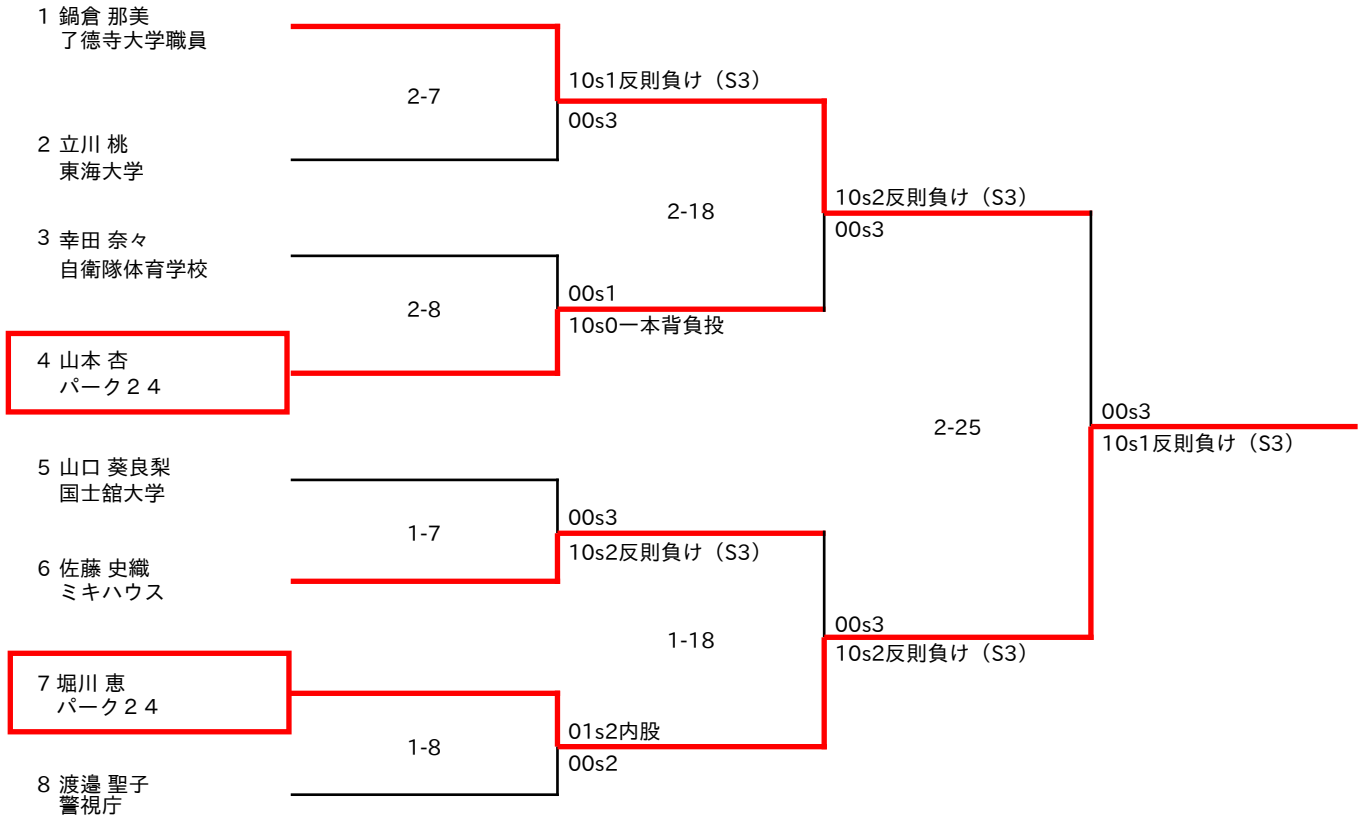 1 鍋倉 那美
了德寺大学職員
2 立川 桃
東海大学
3 幸田 奈々
自衛隊体育学校
4 山本 杏
パーク２４
5 山口 葵良梨
国士舘大学
6 佐藤 史織
ミキハウス
7 堀川 恵
パーク２４
8 渡邉 聖子
警視庁
2-7
10s1反則負け（S3）
00s3
2-8
00s1
10s0一本背負投
1-7
00s3
10s2反則負け（S3）
1-8
01s2内股
00s2
2-18
10s2反則負け（S3）
00s3
1-18
00s3
10s2反則負け（S3）
2-25
00s3
10s1反則負け（S3）